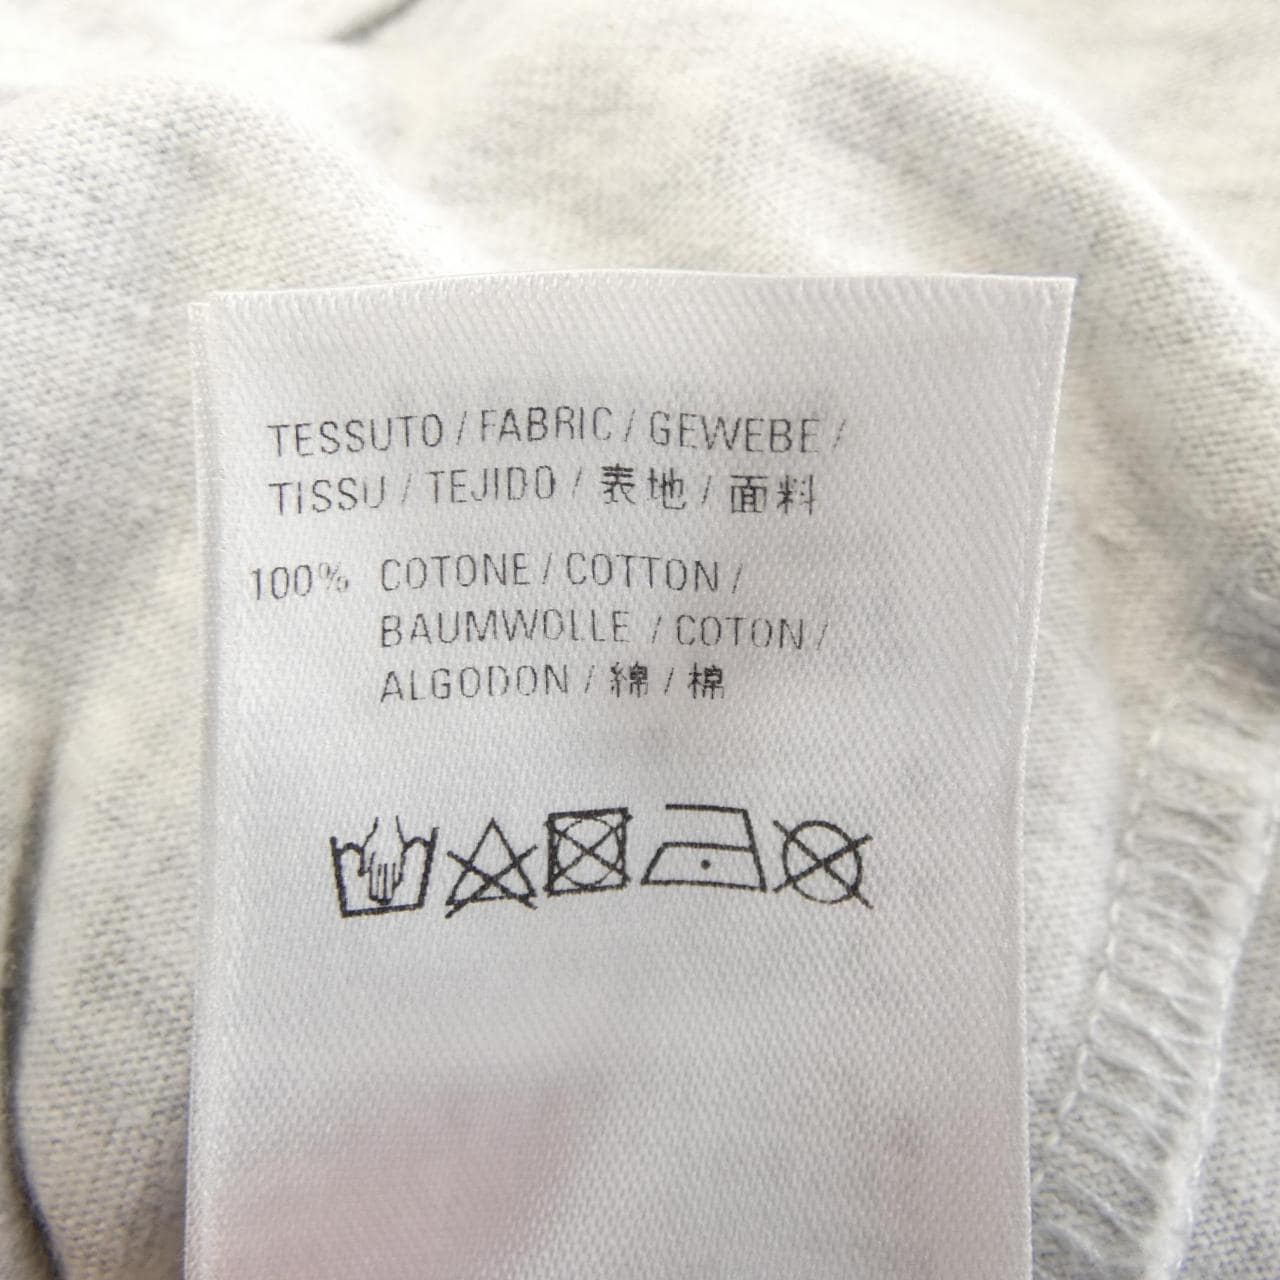 TESSUTO / FABRIC / GEWEBE /
TISSU / TEJIDO / 表地 / 面料
100% COTONE / COTTON /
BAUMWOLLE / COTON /
ALGODON / 綿 / 棉